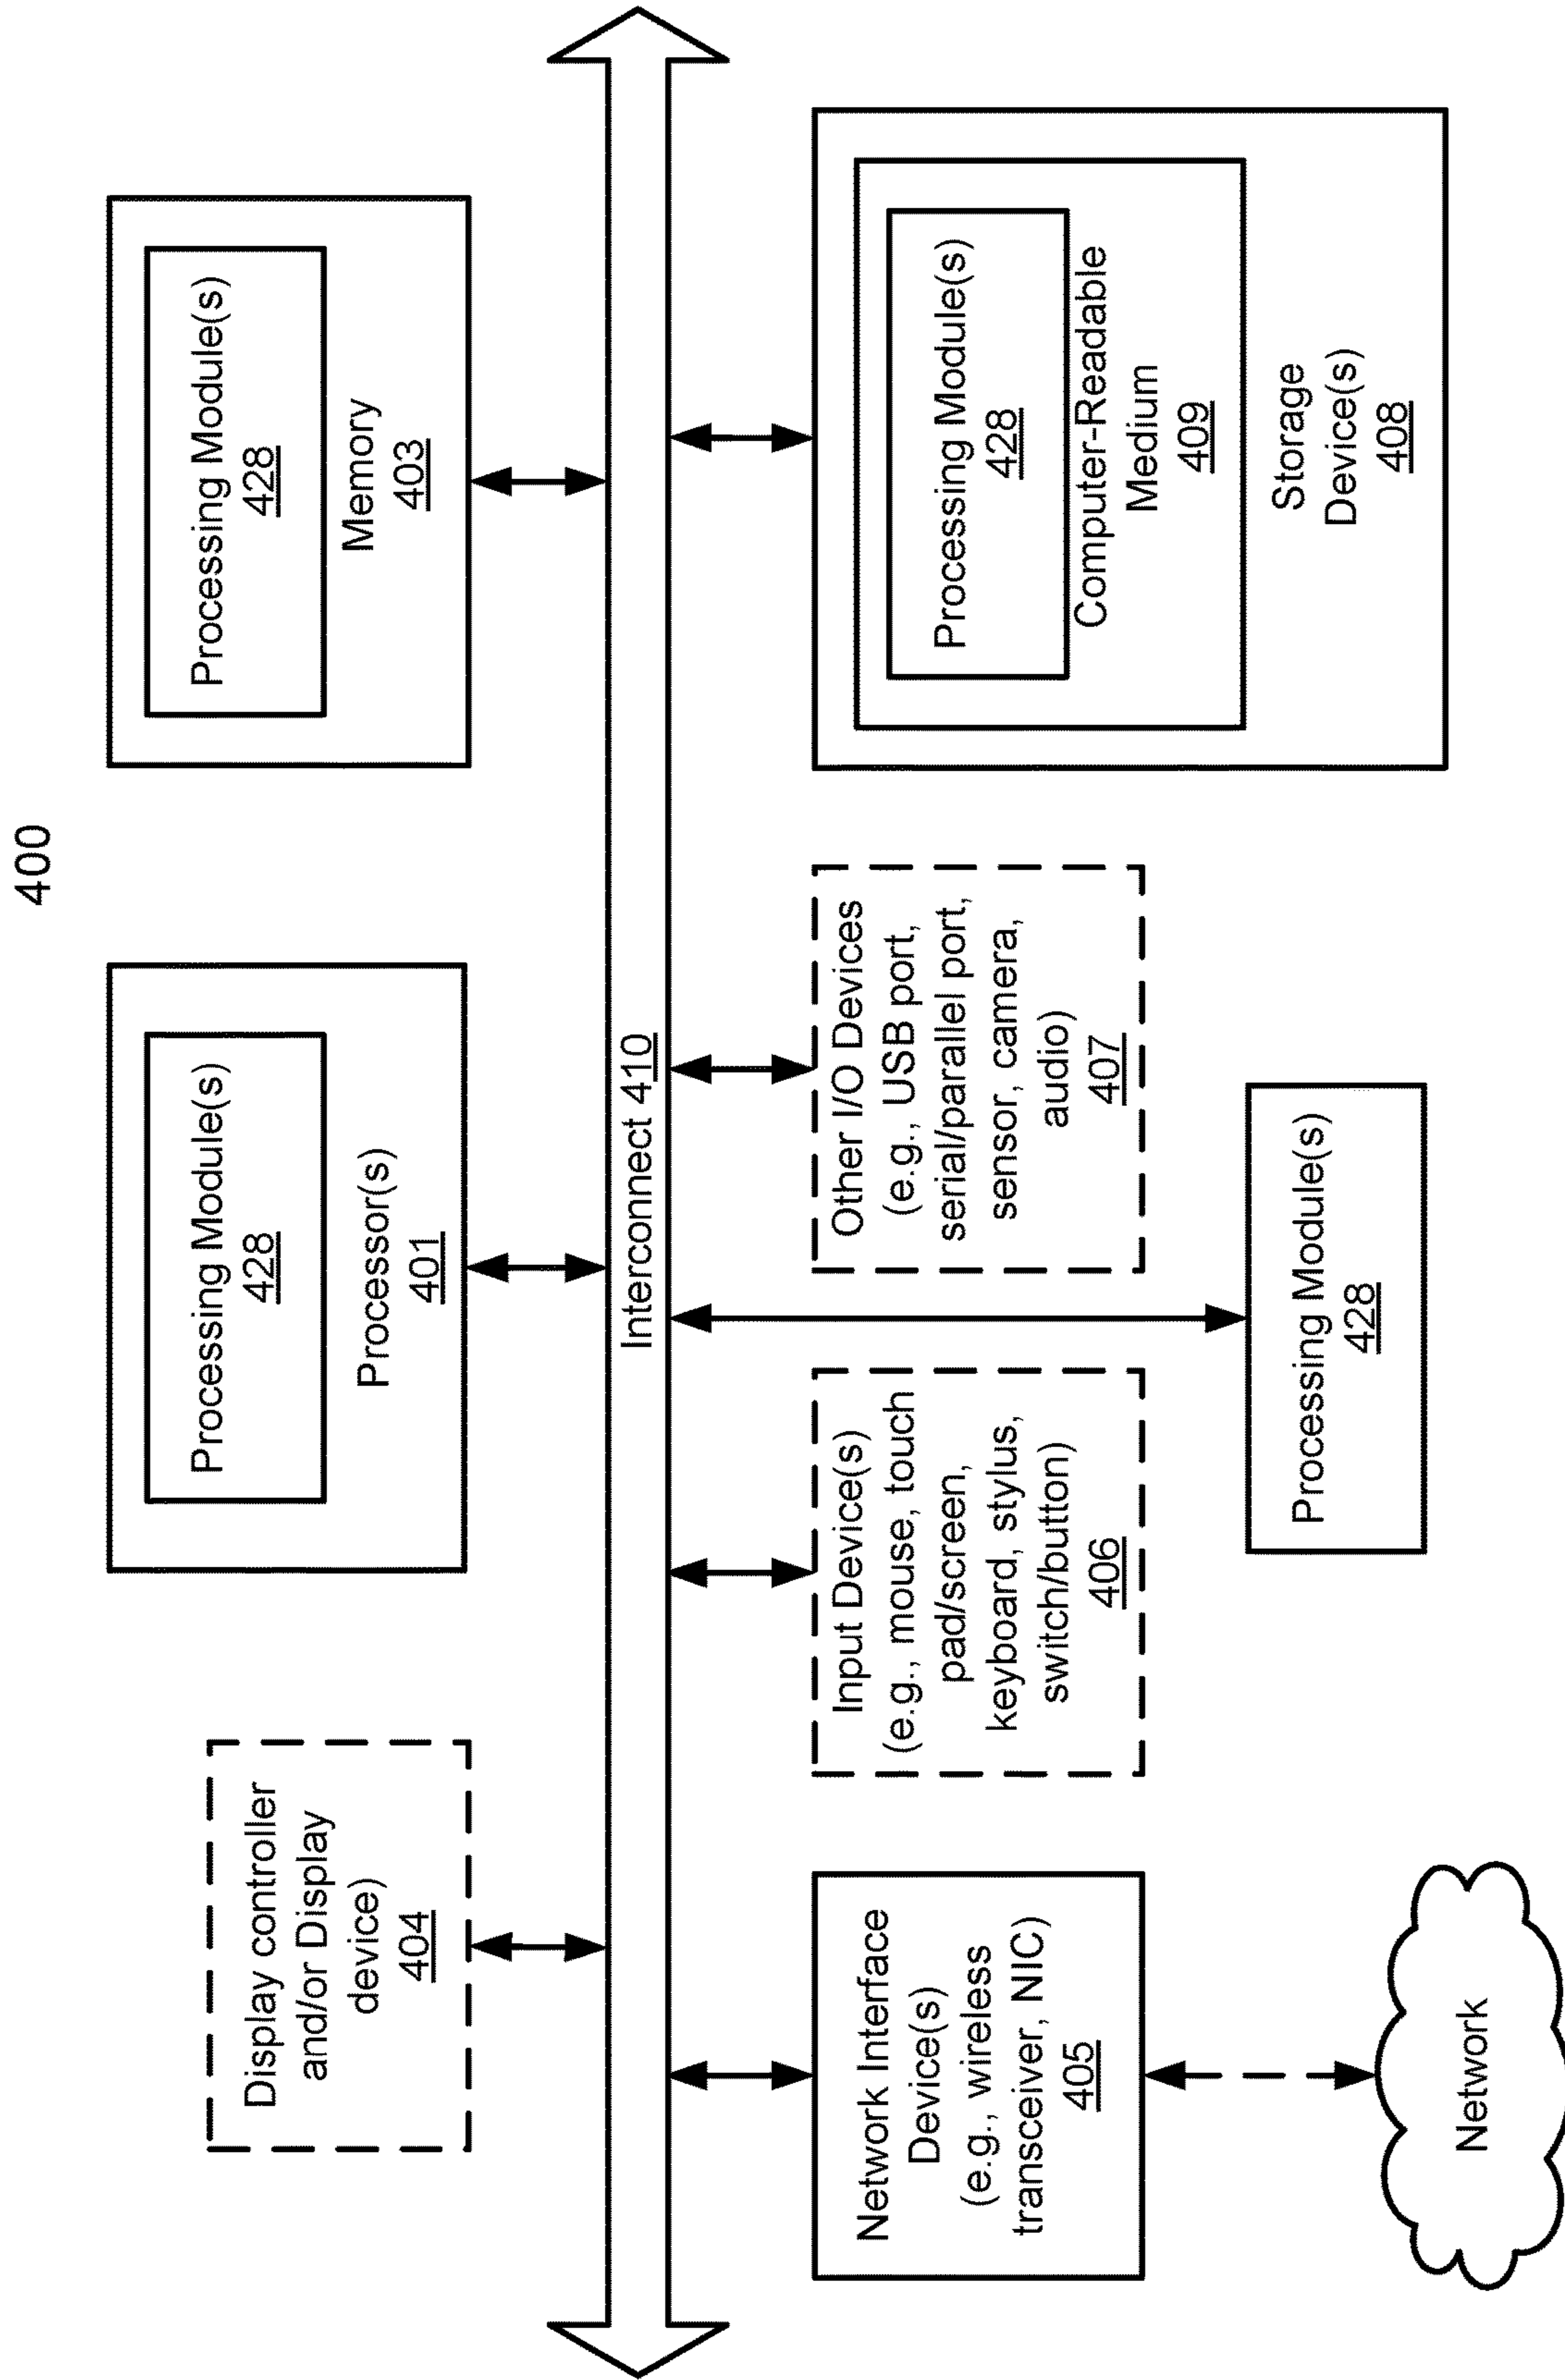 400
Display controller
and/or Display
device)
404
Processing Module(s)
428
Processor(s)
401
Processing Module(s)
428
Memory
403
Interconnect 410
Network Interface
Device(s)
(e.g., wireless
transceiver, NIC)
405
Input Device(s)
(e.g., mouse, touch
pad/screen,
keyboard, stylus,
switch/button)
406
Other I/O Devices
(e.g., USB port,
serial/parallel port,
sensor, camera,
audio)
407
Processing Module(s)
428
Computer-Readable
Medium
409
Storage
Device(s)
408
Processing Module(s)
428
Network